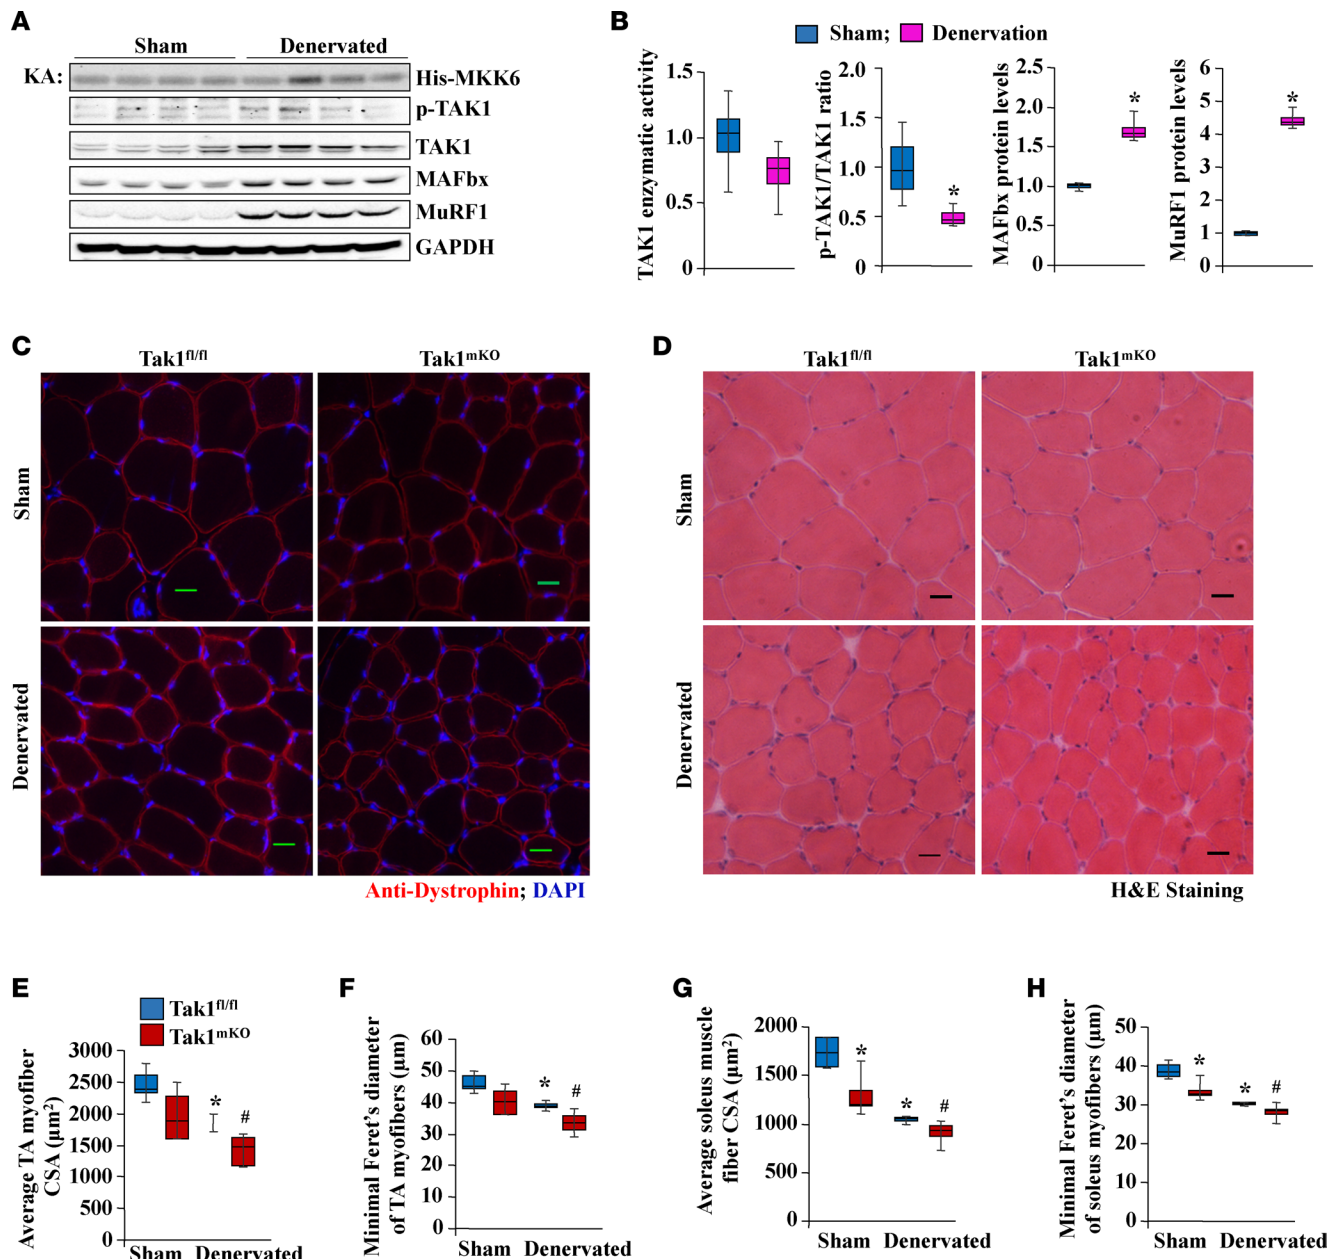 A
Sham Denervated
KA:
His-MKK6
p-TAK1
TAK1
MAFbx
MuRF1
GAPDH
B
Sham; Denervation
TAK1 enzymatic activity
1.5
1.0
0.5
0
p-TAK1/TAK1 ratio
2.0
1.5
1.0
0.5
0
*
MAFbx protein levels
2.5
2.0
1.5
1.0
0.5
0
*
MuRF1 protein levels
6
5
4
3
2
1
0
*
C
Tak1fl/fl Tak1mKO
Sham
Denervated
Anti-Dystrophin; DAPI
D
Tak1fl/fl Tak1mKO
Sham
Denervated
H&E Staining
E
Tak1fl/fl
Tak1mKO
Average TA myofiber
CSA (µm2)
3000
2500
2000
1500
1000
500
0
*
#
Sham Denervated
F
Minimal Feret's diameter
of TA myofibers (µm)
60
50
40
30
20
10
0
*
#
Sham Denervated
G
Average soleus muscle
fiber CSA (µm2)
2000
1500
1000
500
0
*
*
#
Sham Denervated
H
Minimal Feret's diameter
of soleus myofibers (µm)
50
40
30
20
10
0
*
*
#
Sham Denervated